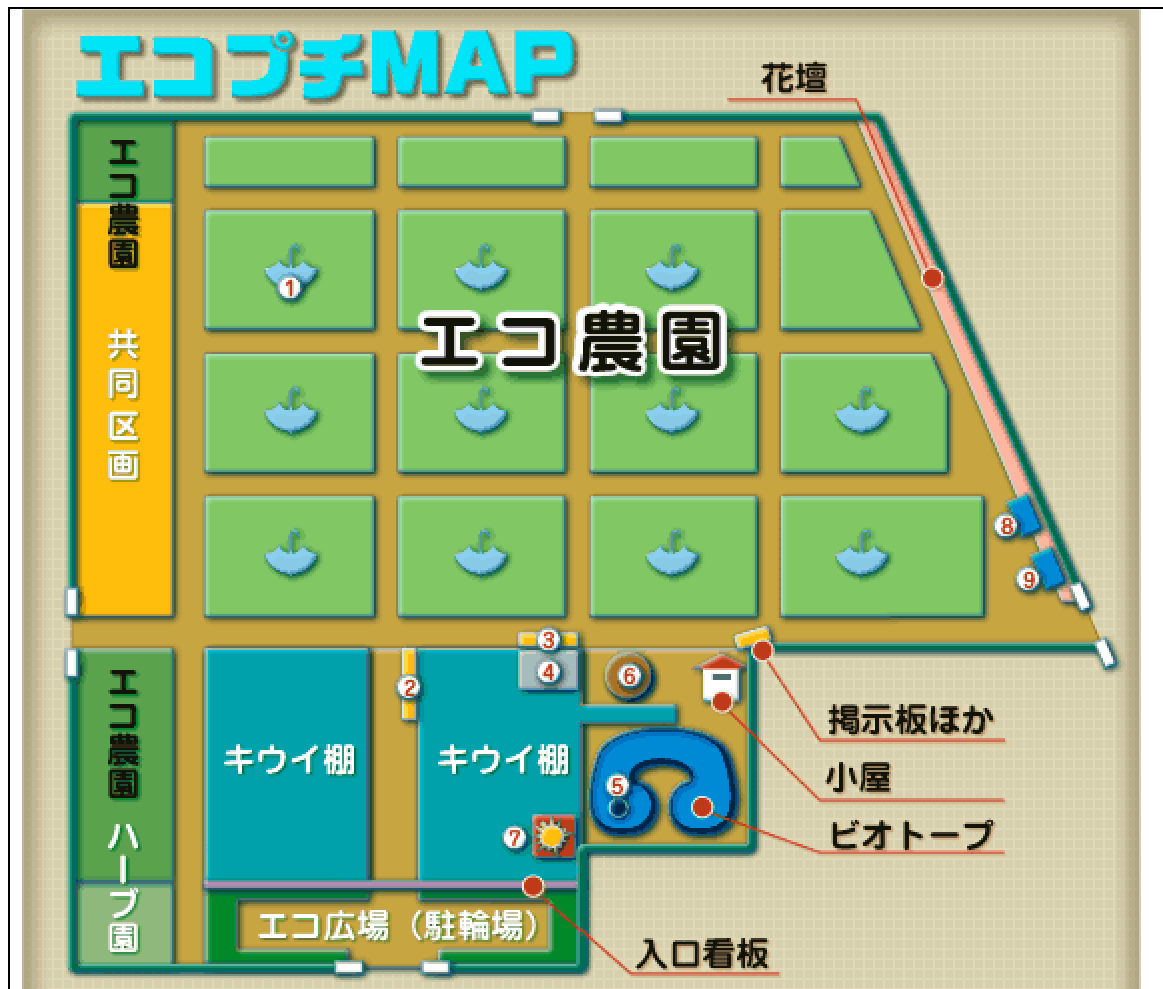 エコプチMAP
花壇
エコ農園
共同区画
①
エコ農園
⑧
⑨
③
④
②
⑥
キウイ棚
キウイ棚
⑤
⑦
掲示板ほか
小屋
ビオトープ
エコ農園
ハーブ園
エコ広場（駐輪場）
入口看板